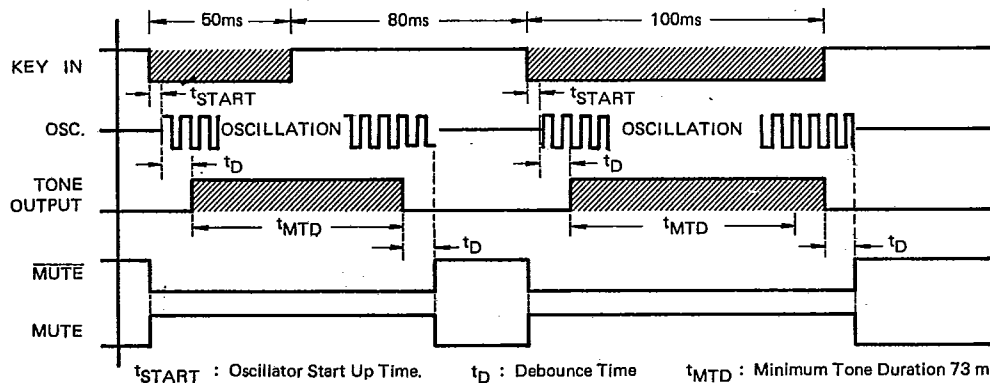 50ms 80ms 100ms
KEY IN
tSTART tSTART
OSC. OSCILLATION OSCILLATION
tD tD
TONE
OUTPUT
tMTD tMTD
tD tD
MUTE
MUTE
tSTART : Oscillator Start Up Time. tD : Debounce Time tMTD : Minimum Tone Duration 73 m